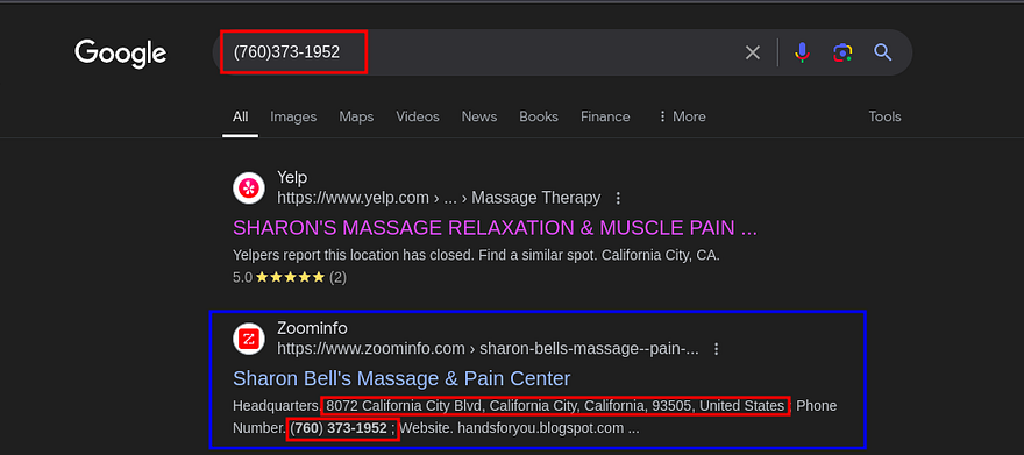 Google
(760)373-1952
All Images Maps Videos News Books Finance More Tools
Yelp
https://www.yelp.com › ... › Massage Therapy
SHARON'S MASSAGE RELAXATION & MUSCLE PAIN ...
Yelpers report this location has closed. Find a similar spot. California City, CA.
5.0 ★★★★★ (2)
Zoominfo
https://www.zoominfo.com › sharon-bells-massage--pain-...
Sharon Bell's Massage & Pain Center
Headquarters. 8072 California City Blvd, California City, California, 93505, United States ; Phone
Number. (760) 373-1952 ; Website. handsforyou.blogspot.com ...